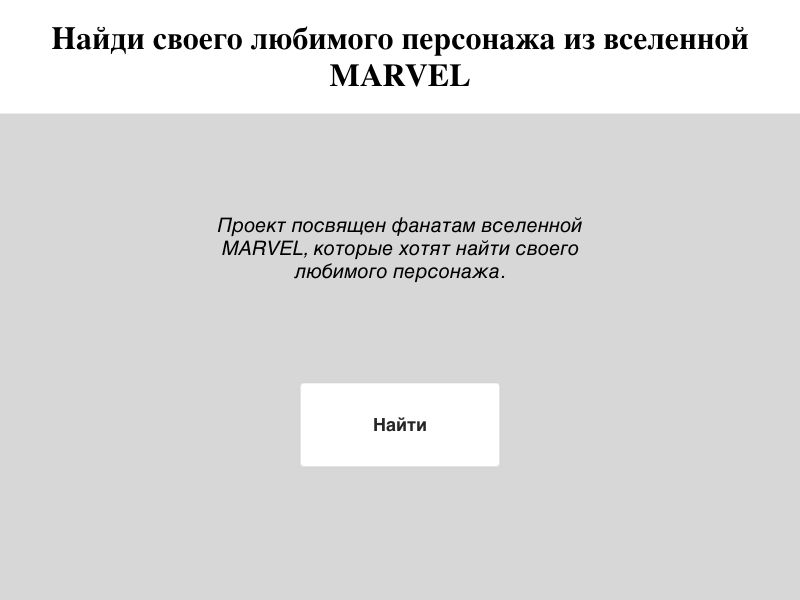 Найди своего любимого персонажа из вселенной
MARVEL
Проект посвящен фанатам вселенной
MARVEL, которые хотят найти своего
любимого персонажа.
Найти